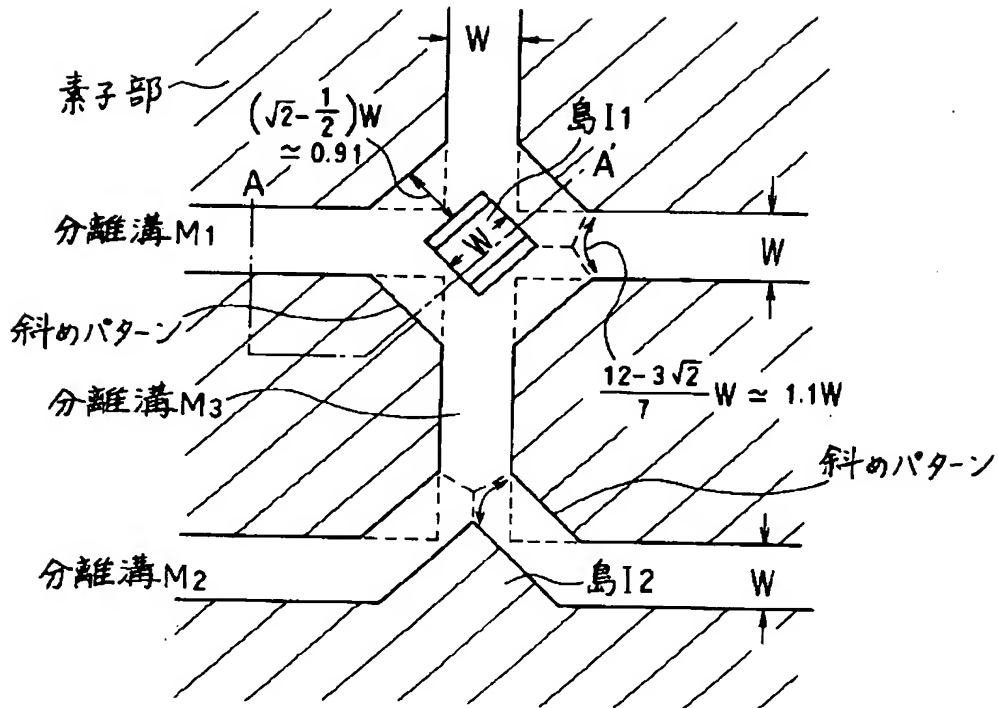 W
素子部
(√2-1/2)W
≃ 0.91
島I1
A
A'
分離溝M1
W
W
斜めパターン
12-3√2/7 W ≃ 1.1W
分離溝M3
斜めパターン
分離溝M2
島I2
W